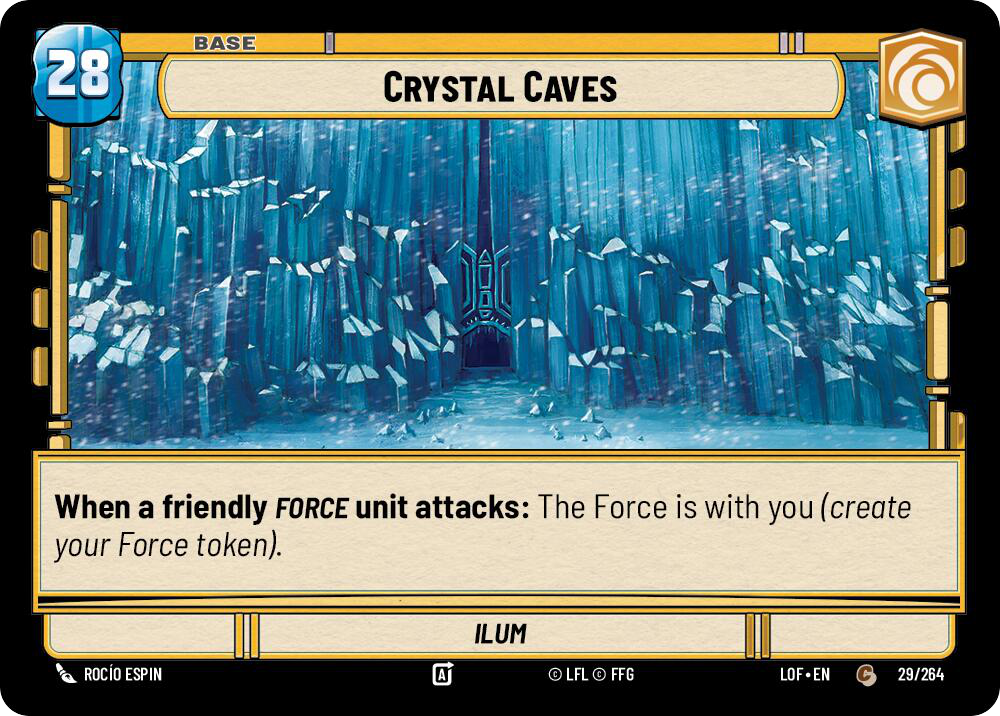 28
BASE
CRYSTAL CAVES
When a friendly FORCE unit attacks: The Force is with you (create
your Force token).
ILUM
ROCÍO ESPIN
A
© LFL © FFG
LOF • EN
C
29/264